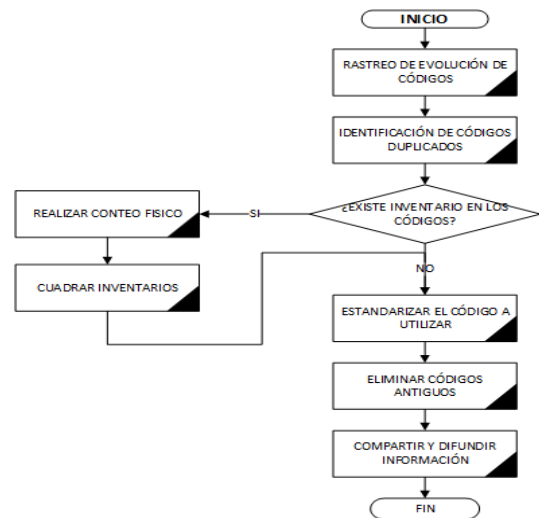 INICIO
RASTREO DE EVOLUCIÓN DE
CÓDIGOS
IDENTIFICACIÓN DE CÓDIGOS
DUPLICADOS
¿EXISTE INVENTARIO EN LOS
CÓDIGOS?
SI
REALIZAR CONTEO FISICO
CUADRAR INVENTARIOS
NO
ESTANDARIZAR EL CÓDIGO A
UTILIZAR
ELIMINAR CÓDIGOS
ANTIGUOS
COMPARTIR Y DIFUNDIR
INFORMACIÓN
FIN